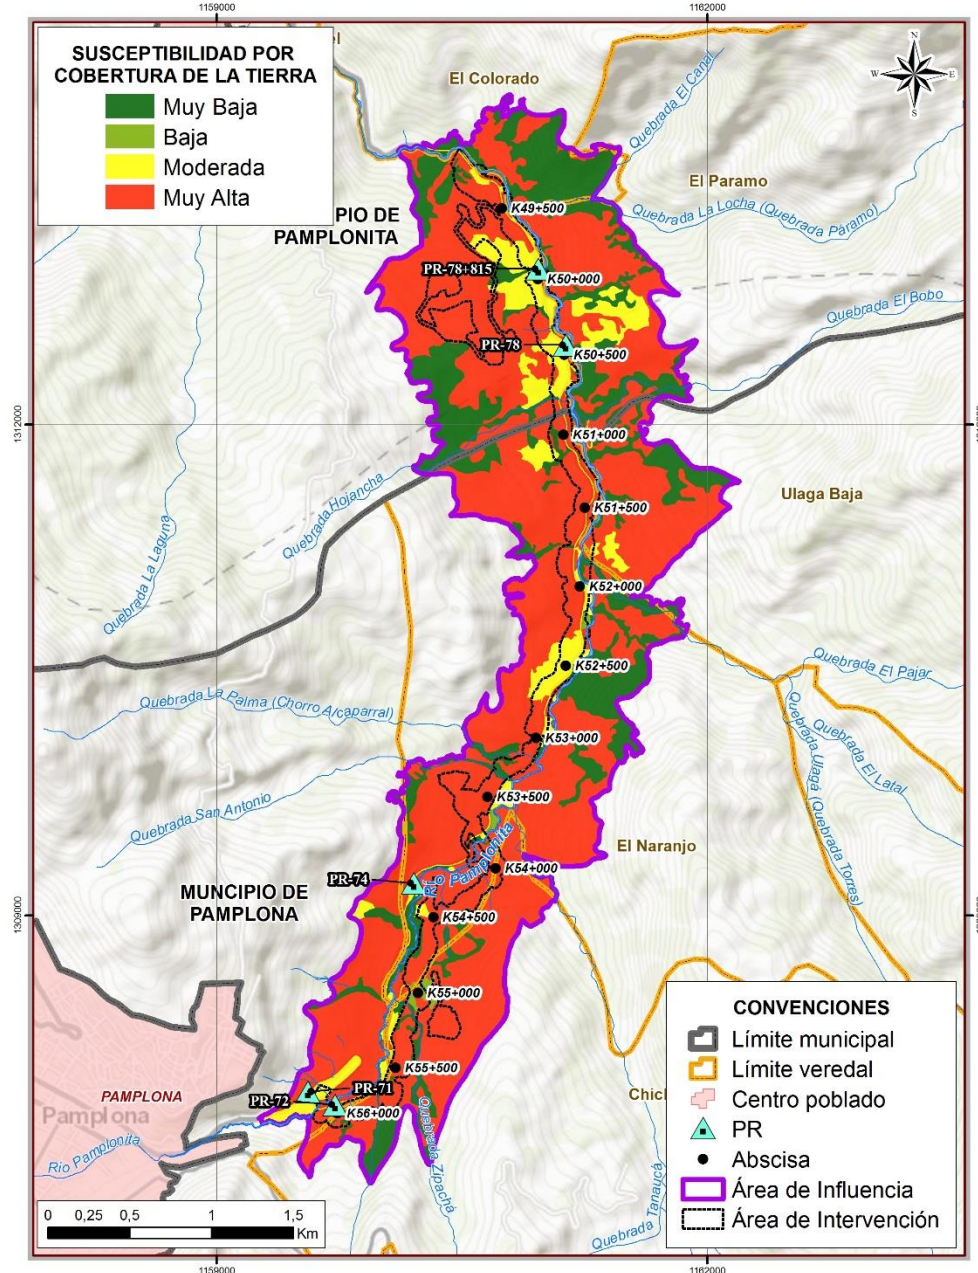 1159000
1162000
SUSCEPTIBILIDAD POR
COBERTURA DE LA TIERRA
Muy Baja
Baja
Moderada
Muy Alta
El Colorado
N
W
E
S
Quebrada El Canal
El Paramo
Quebrada La Locha (Quebrada Páramo)
K49+500
PIO DE
PAMPLONITA
PR-78+815
K50+000
Quebrada El Bobo
PR-78
K50+500
1312000
K51+000
Quebrada Hojancha
Quebrada La Laguna
Ulaga Baja
K51+500
K52+000
K52+500
Quebrada El Pajar
Quebrada La Palma (Chorro A/caparral)
Quebrada Ulagá (Quebrada Torres)
Quebrada El Latal
K53+000
Quebrada San Antonio
K53+500
Río Pamplonita
El Naranjo
K54+000
PR-74
MUNCIPIO DE
PAMPLONA
1309000
K54+500
K55+000
K55+500
PR-71
PR-72
K56+000
PAMPLONA
Pamplona
Río Pamplonita
Quebrada Zipachá
Quebrada Tanaucá
CONVENCIONES
Límite municipal
Límite veredal
Centro poblado
PR
Abscisa
Área de Influencia
Área de Intervención
0 0,25 0,5 1 1,5
Km
1159000
1162000